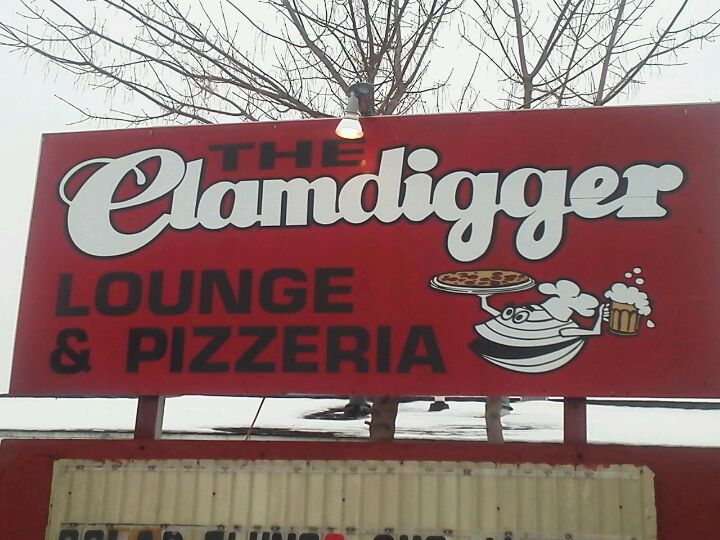 THE
Clamdigger
LOUNGE
& PIZZERIA